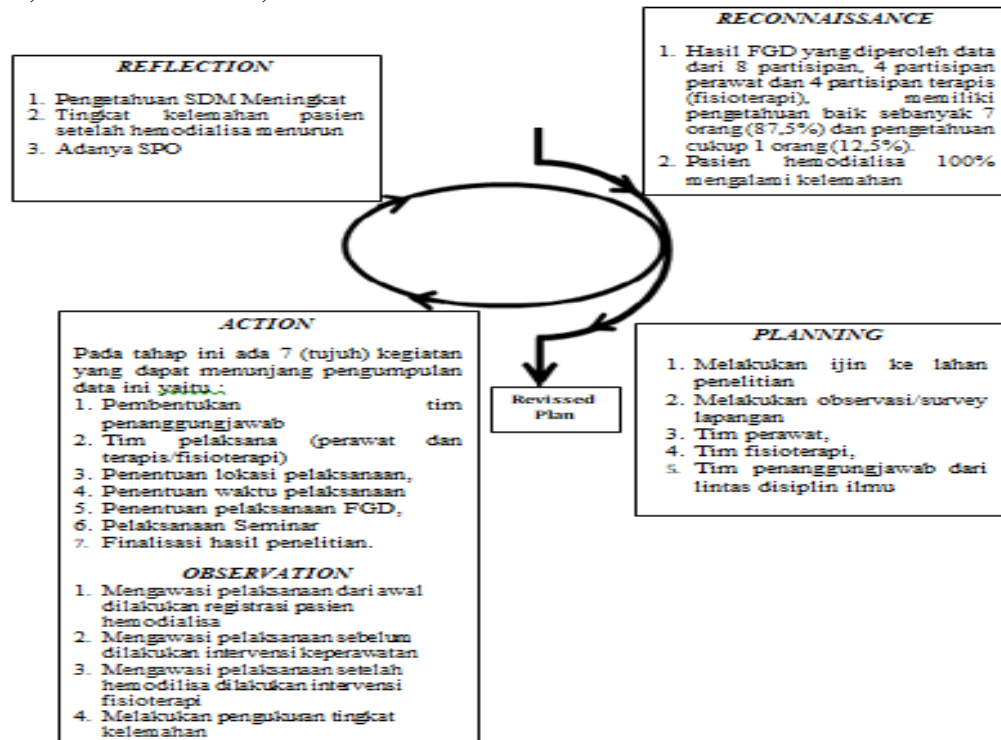 REFLECTION
1. Pengetahuan SDM Meningkat
2. Tingkat kelemahan pasien
setelah hemodialisa menurun
3. Adanya SPO
RECONNAISSANCE
1. Hasil FGD yang diperoleh data
dari 8 partisipan, 4 partisipan
perawat dan 4 partisipan terapis
(fisioterapi), memiliki
pengetahuan baik sebanyak 7
orang (87,5%) dan pengetahuan
cukup 1 orang (12,5%).
2. Pasien hemodialisa 100%
mengalami kelemahan
ACTION
Pada tahap ini ada 7 (tujuh) kegiatan
yang dapat menunjang pengumpulan
data ini yaitu :
1. Pembentukan tim
penanggungjawab
2. Tim pelaksana (perawat dan
terapis/fisioterapi)
3. Penentuan lokasi pelaksanaan,
4. Penentuan waktu pelaksanaan
5. Penentuan pelaksanaan FGD,
6. Pelaksanaan Seminar
7. Finalisasi hasil penelitian.
OBSERVATION
1. Mengawasi pelaksanaan dari awal
dilakukan registrasi pasien
hemodialisa
2. Mengawasi pelaksanaan sebelum
dilakukan intervensi keperawatan
3. Mengawasi pelaksanaan setelah
hemodilisa dilakukan intervensi
fisioterapi
4. Melakukan pengukuran tingkat
kelemahan
Revissed
Plan
PLANNING
1. Melakukan ijin ke lahan
penelitian
2. Melakukan observasi/survey
lapangan
3. Tim perawat,
4. Tim fisioterapi,
5. Tim penanggungjawab dari
lintas disiplin ilmu